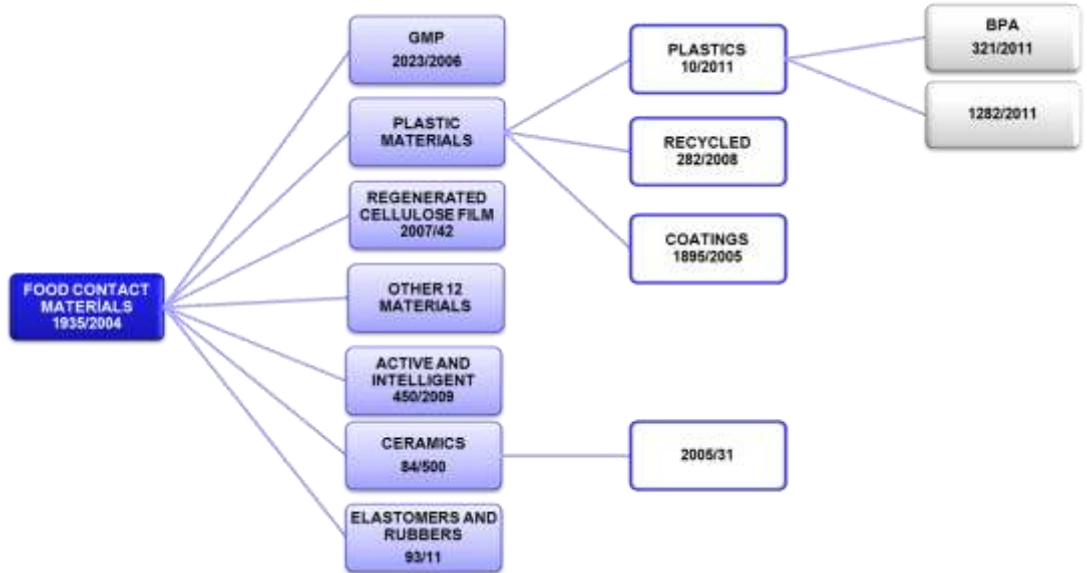 FOOD CONTACT
MATERİALS
1935/2004
GMP
2023/2006
PLASTIC
MATERIALS
REGENERATED
CELLULOSE FILM
2007/42
OTHER 12
MATERIALS
ACTIVE AND
INTELLIGENT
450/2009
CERAMICS
84/500
ELASTOMERS AND
RUBBERS
93/11
PLASTICS
10/2011
RECYCLED
282/2008
COATINGS
1895/2005
2005/31
BPA
321/2011
1282/2011